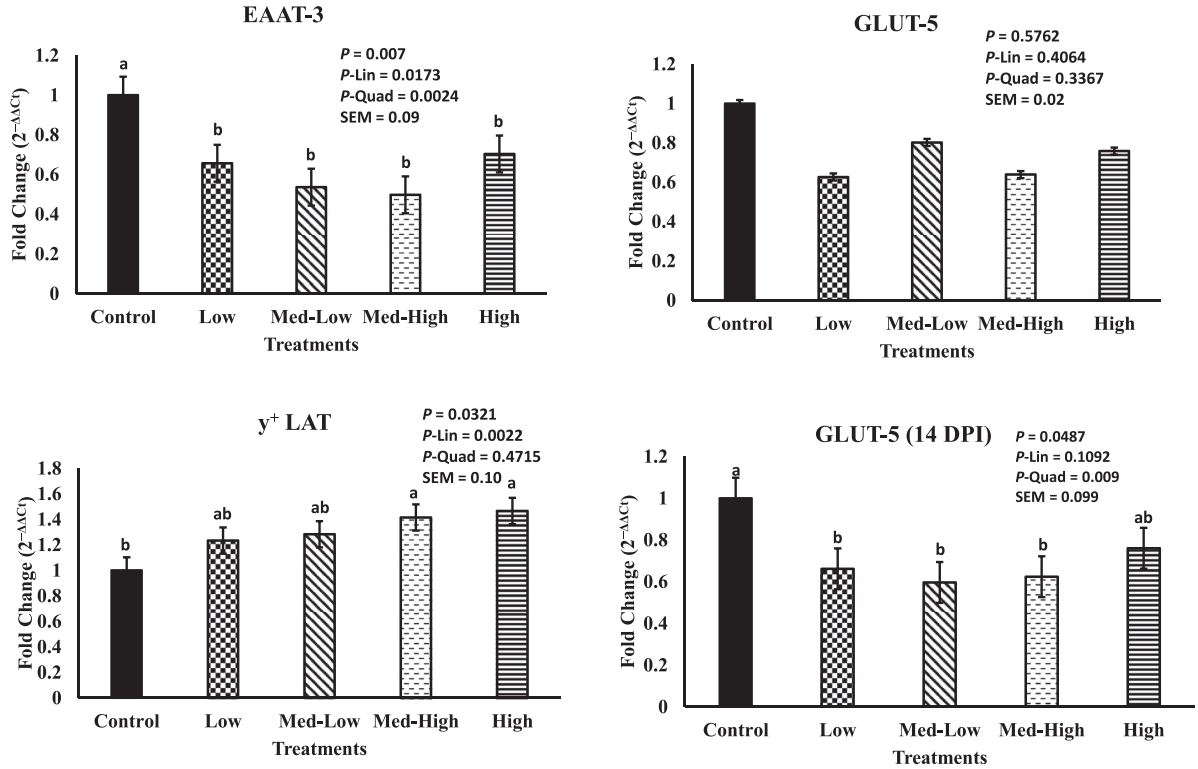 EAAT-3
P = 0.007
P-Lin = 0.0173
P-Quad = 0.0024
SEM = 0.09
Fold Change (2⁻ΔΔCt)
1.2
1
0.8
0.6
0.4
0.2
0
a
b
b
b
b
Control Low Med-Low Med-High High
Treatments
GLUT-5
P = 0.5762
P-Lin = 0.4064
P-Quad = 0.3367
SEM = 0.02
Fold Change (2⁻ΔΔCt)
1.2
1
0.8
0.6
0.4
0.2
0
Control Low Med-Low Med-High High
Treatments
y⁺ LAT
P = 0.0321
P-Lin = 0.0022
P-Quad = 0.4715
SEM = 0.10
Fold Change (2⁻ΔΔCt)
1.8
1.6
1.4
1.2
1
0.8
0.6
0.4
0.2
0
b
ab
ab
a
a
Control Low Med-Low Med-High High
Treatments
GLUT-5 (14 DPI)
P = 0.0487
P-Lin = 0.1092
P-Quad = 0.009
SEM = 0.099
Fold Change (2⁻ΔΔCt)
1.2
1
0.8
0.6
0.4
0.2
0
a
b
b
b
ab
Control Low Med-Low Med-High High
Treatments